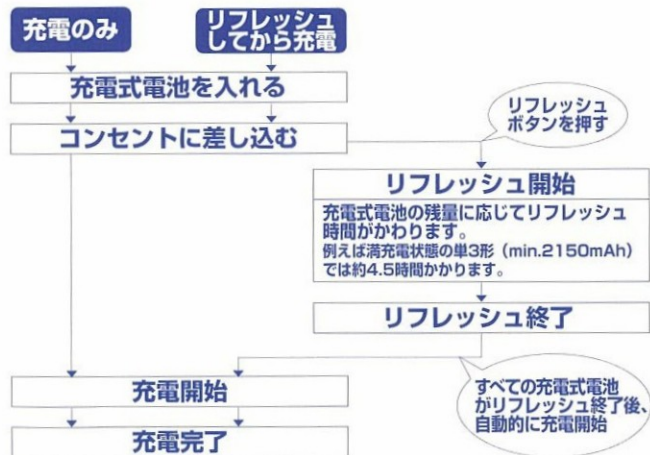 充電のみ
リフレッシュ
してから充電
充電式電池を入れる
コンセントに差し込む
リフレッシュ
ボタンを押す
リフレッシュ開始
充電式電池の残量に応じてリフレッシュ
時間がかわります。
例えば満充電状態の単3形（min.2150mAh）
では約4.5時間かかります。
リフレッシュ終了
すべての充電式電池
がリフレッシュ終了後、
自動的に充電開始
充電開始
充電完了